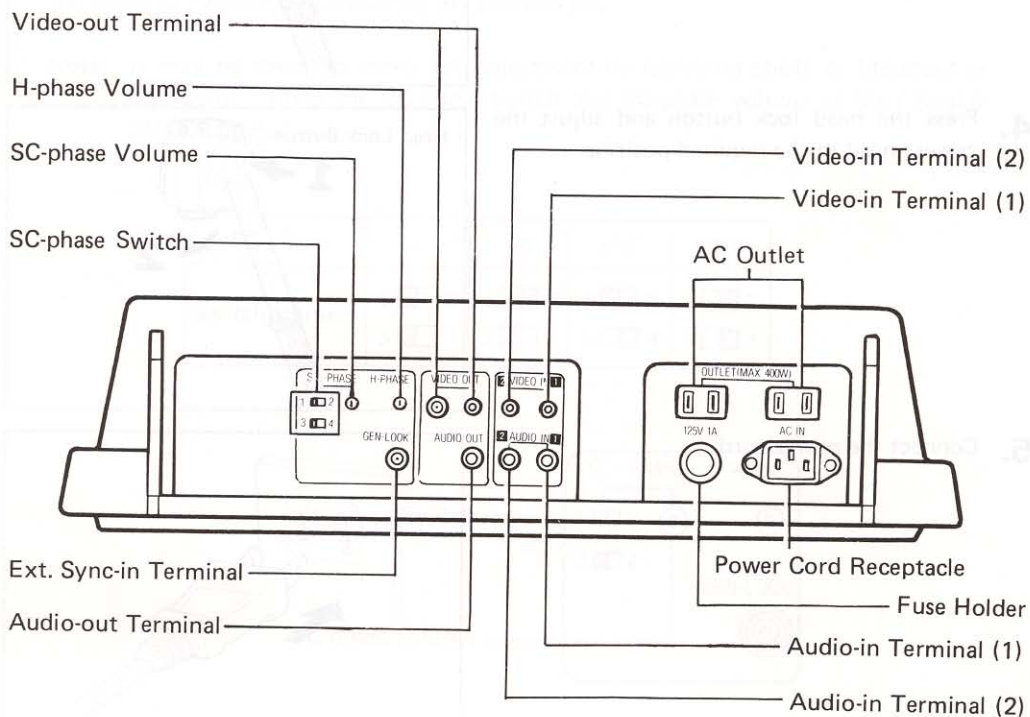 Video-out Terminal
H-phase Volume
SC-phase Volume
SC-phase Switch
Video-in Terminal (2)
Video-in Terminal (1)
AC Outlet
H-PHASE
VIDEO OUT
2 VIDEO IN 1
OUTLET(MAX 400W)
1 2
3 4
GEN-LOOK
AUDIO OUT
2 AUDIO IN 1
125V 1A
AC IN
Ext. Sync-in Terminal
Audio-out Terminal
Power Cord Receptacle
Fuse Holder
Audio-in Terminal (1)
Audio-in Terminal (2)